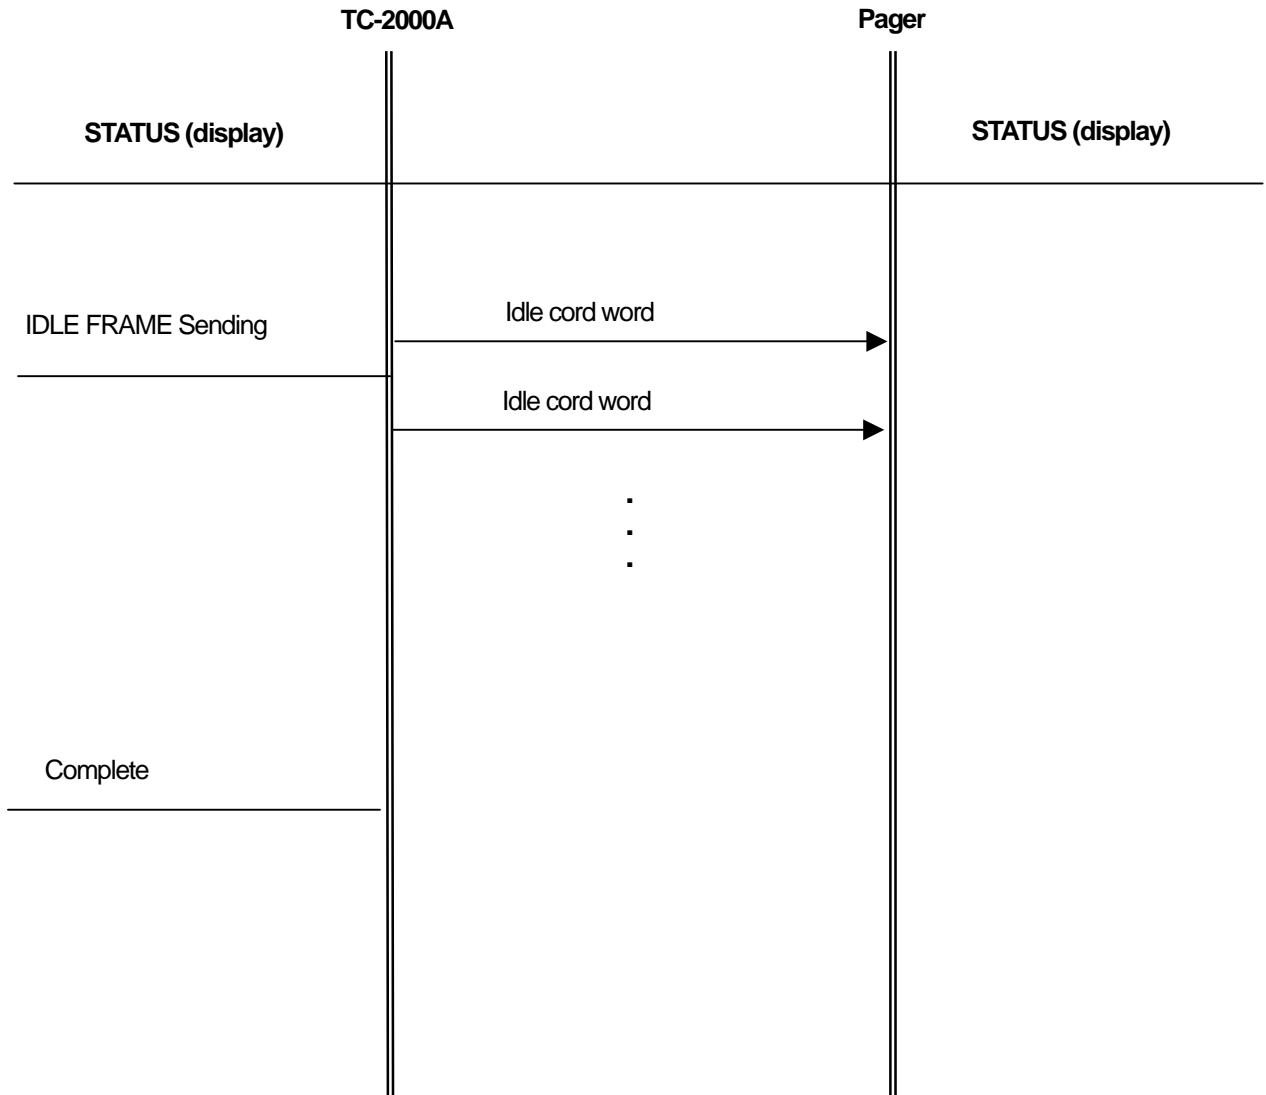 TC-2000A
Pager
STATUS (display)
STATUS (display)
IDLE FRAME Sending
Idle cord word
Idle cord word
.
.
.
Complete